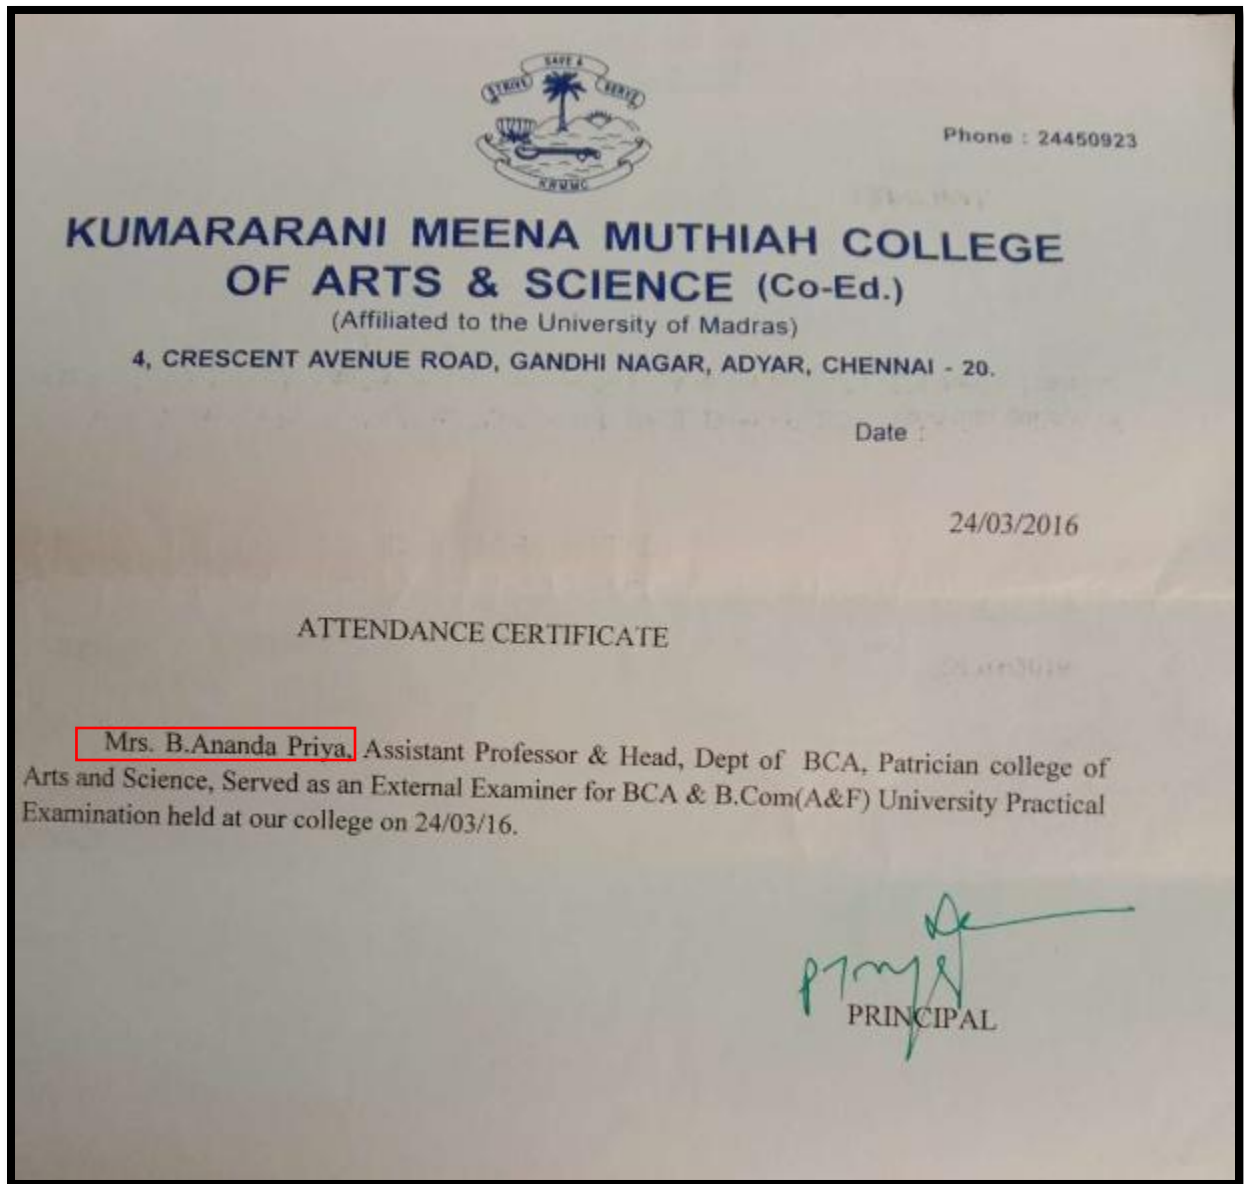 SAVE &
STRIVE SERVE
KRMMC
Phone : 24450923
KUMARARANI MEENA MUTHIAH COLLEGE
OF ARTS & SCIENCE (Co-Ed.)
(Affiliated to the University of Madras)
4, CRESCENT AVENUE ROAD, GANDHI NAGAR, ADYAR, CHENNAI - 20.
Date :
24/03/2016
ATTENDANCE CERTIFICATE
Mrs. B.Ananda Priya, Assistant Professor & Head, Dept of BCA, Patrician college of
Arts and Science, Served as an External Examiner for BCA & B.Com(A&F) University Practical
Examination held at our college on 24/03/16.
PRINCIPAL